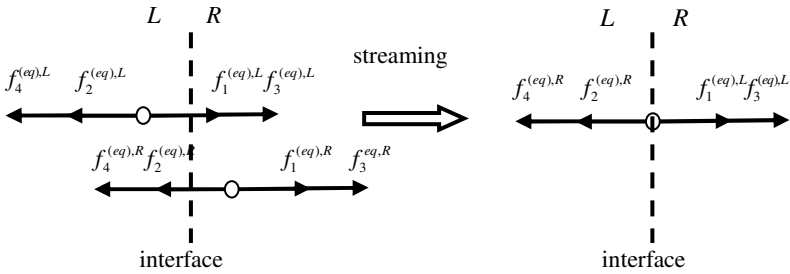 L R L R
streaming
f_4^{(eq),L} f_2^{(eq),L} f_1^{(eq),L} f_3^{(eq),L} f_4^{(eq),R} f_2^{(eq),R} f_1^{(eq),L} f_3^{(eq),L}
f_4^{(eq),R} f_2^{(eq),R} f_1^{(eq),R} f_3^{eq,R}
interface interface